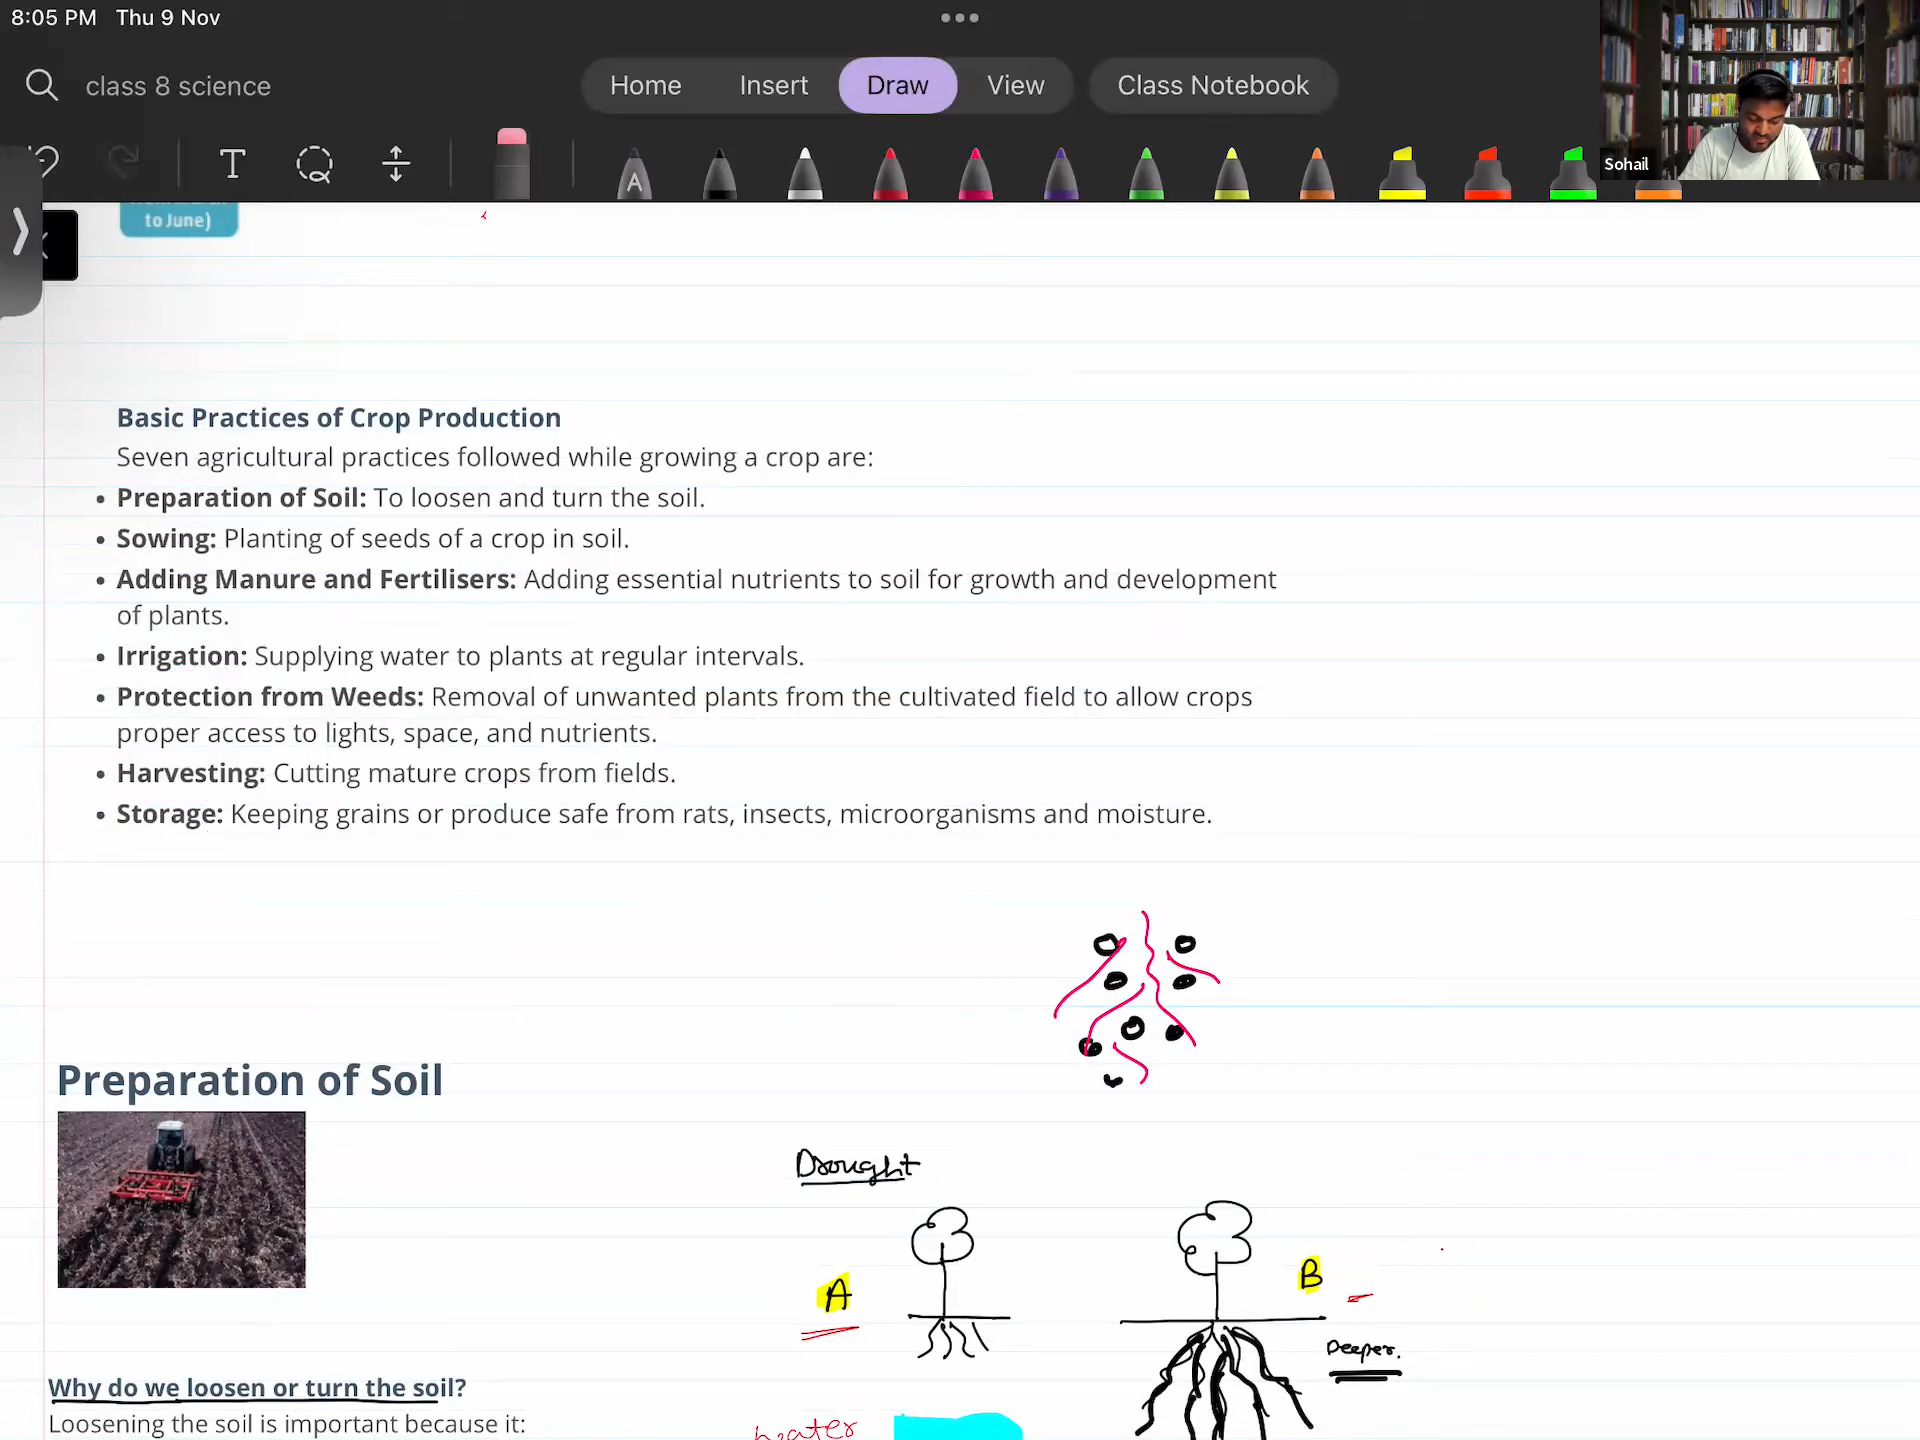 8:05 PM Thu 9 Nov
class 8 science
Home Insert Draw View Class Notebook
T
A
Sohail
to June)
Basic Practices of Crop Production
Seven agricultural practices followed while growing a crop are:
• Preparation of Soil: To loosen and turn the soil.
• Sowing: Planting of seeds of a crop in soil.
• Adding Manure and Fertilisers: Adding essential nutrients to soil for growth and development
of plants.
• Irrigation: Supplying water to plants at regular intervals.
• Protection from Weeds: Removal of unwanted plants from the cultivated field to allow crops
proper access to lights, space, and nutrients.
• Harvesting: Cutting mature crops from fields.
• Storage: Keeping grains or produce safe from rats, insects, microorganisms and moisture.
Preparation of Soil
Drought
A
B
Deeper.
Why do we loosen or turn the soil?
Loosening the soil is important because it: